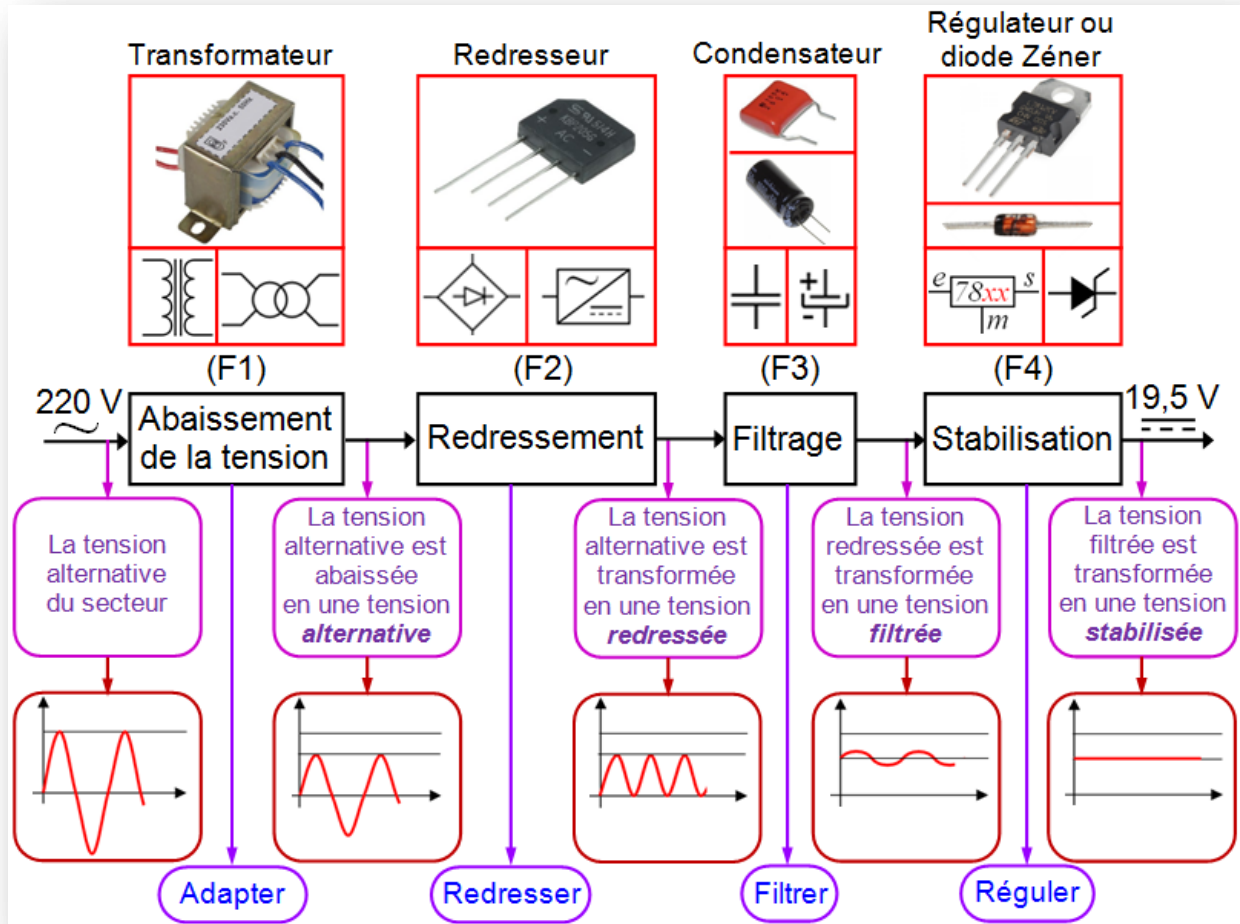 Transformateur
Redresseur
Condensateur
Régulateur ou
diode Zéner
220Vac 50Hz
AC
e
78xx
s
m
+
-
(F1)
(F2)
(F3)
(F4)
220 V
Abaissement
de la tension
Redressement
Filtrage
Stabilisation
19,5 V
La tension
alternative
du secteur
La tension
alternative est
abaissée
en une tension
alternative
La tension
alternative est
transformée
en une tension
redressée
La tension
redressée est
transformée
en une tension
filtrée
La tension
filtrée est
transformée
en une tension
stabilisée
Adapter
Redresser
Filtrer
Réguler